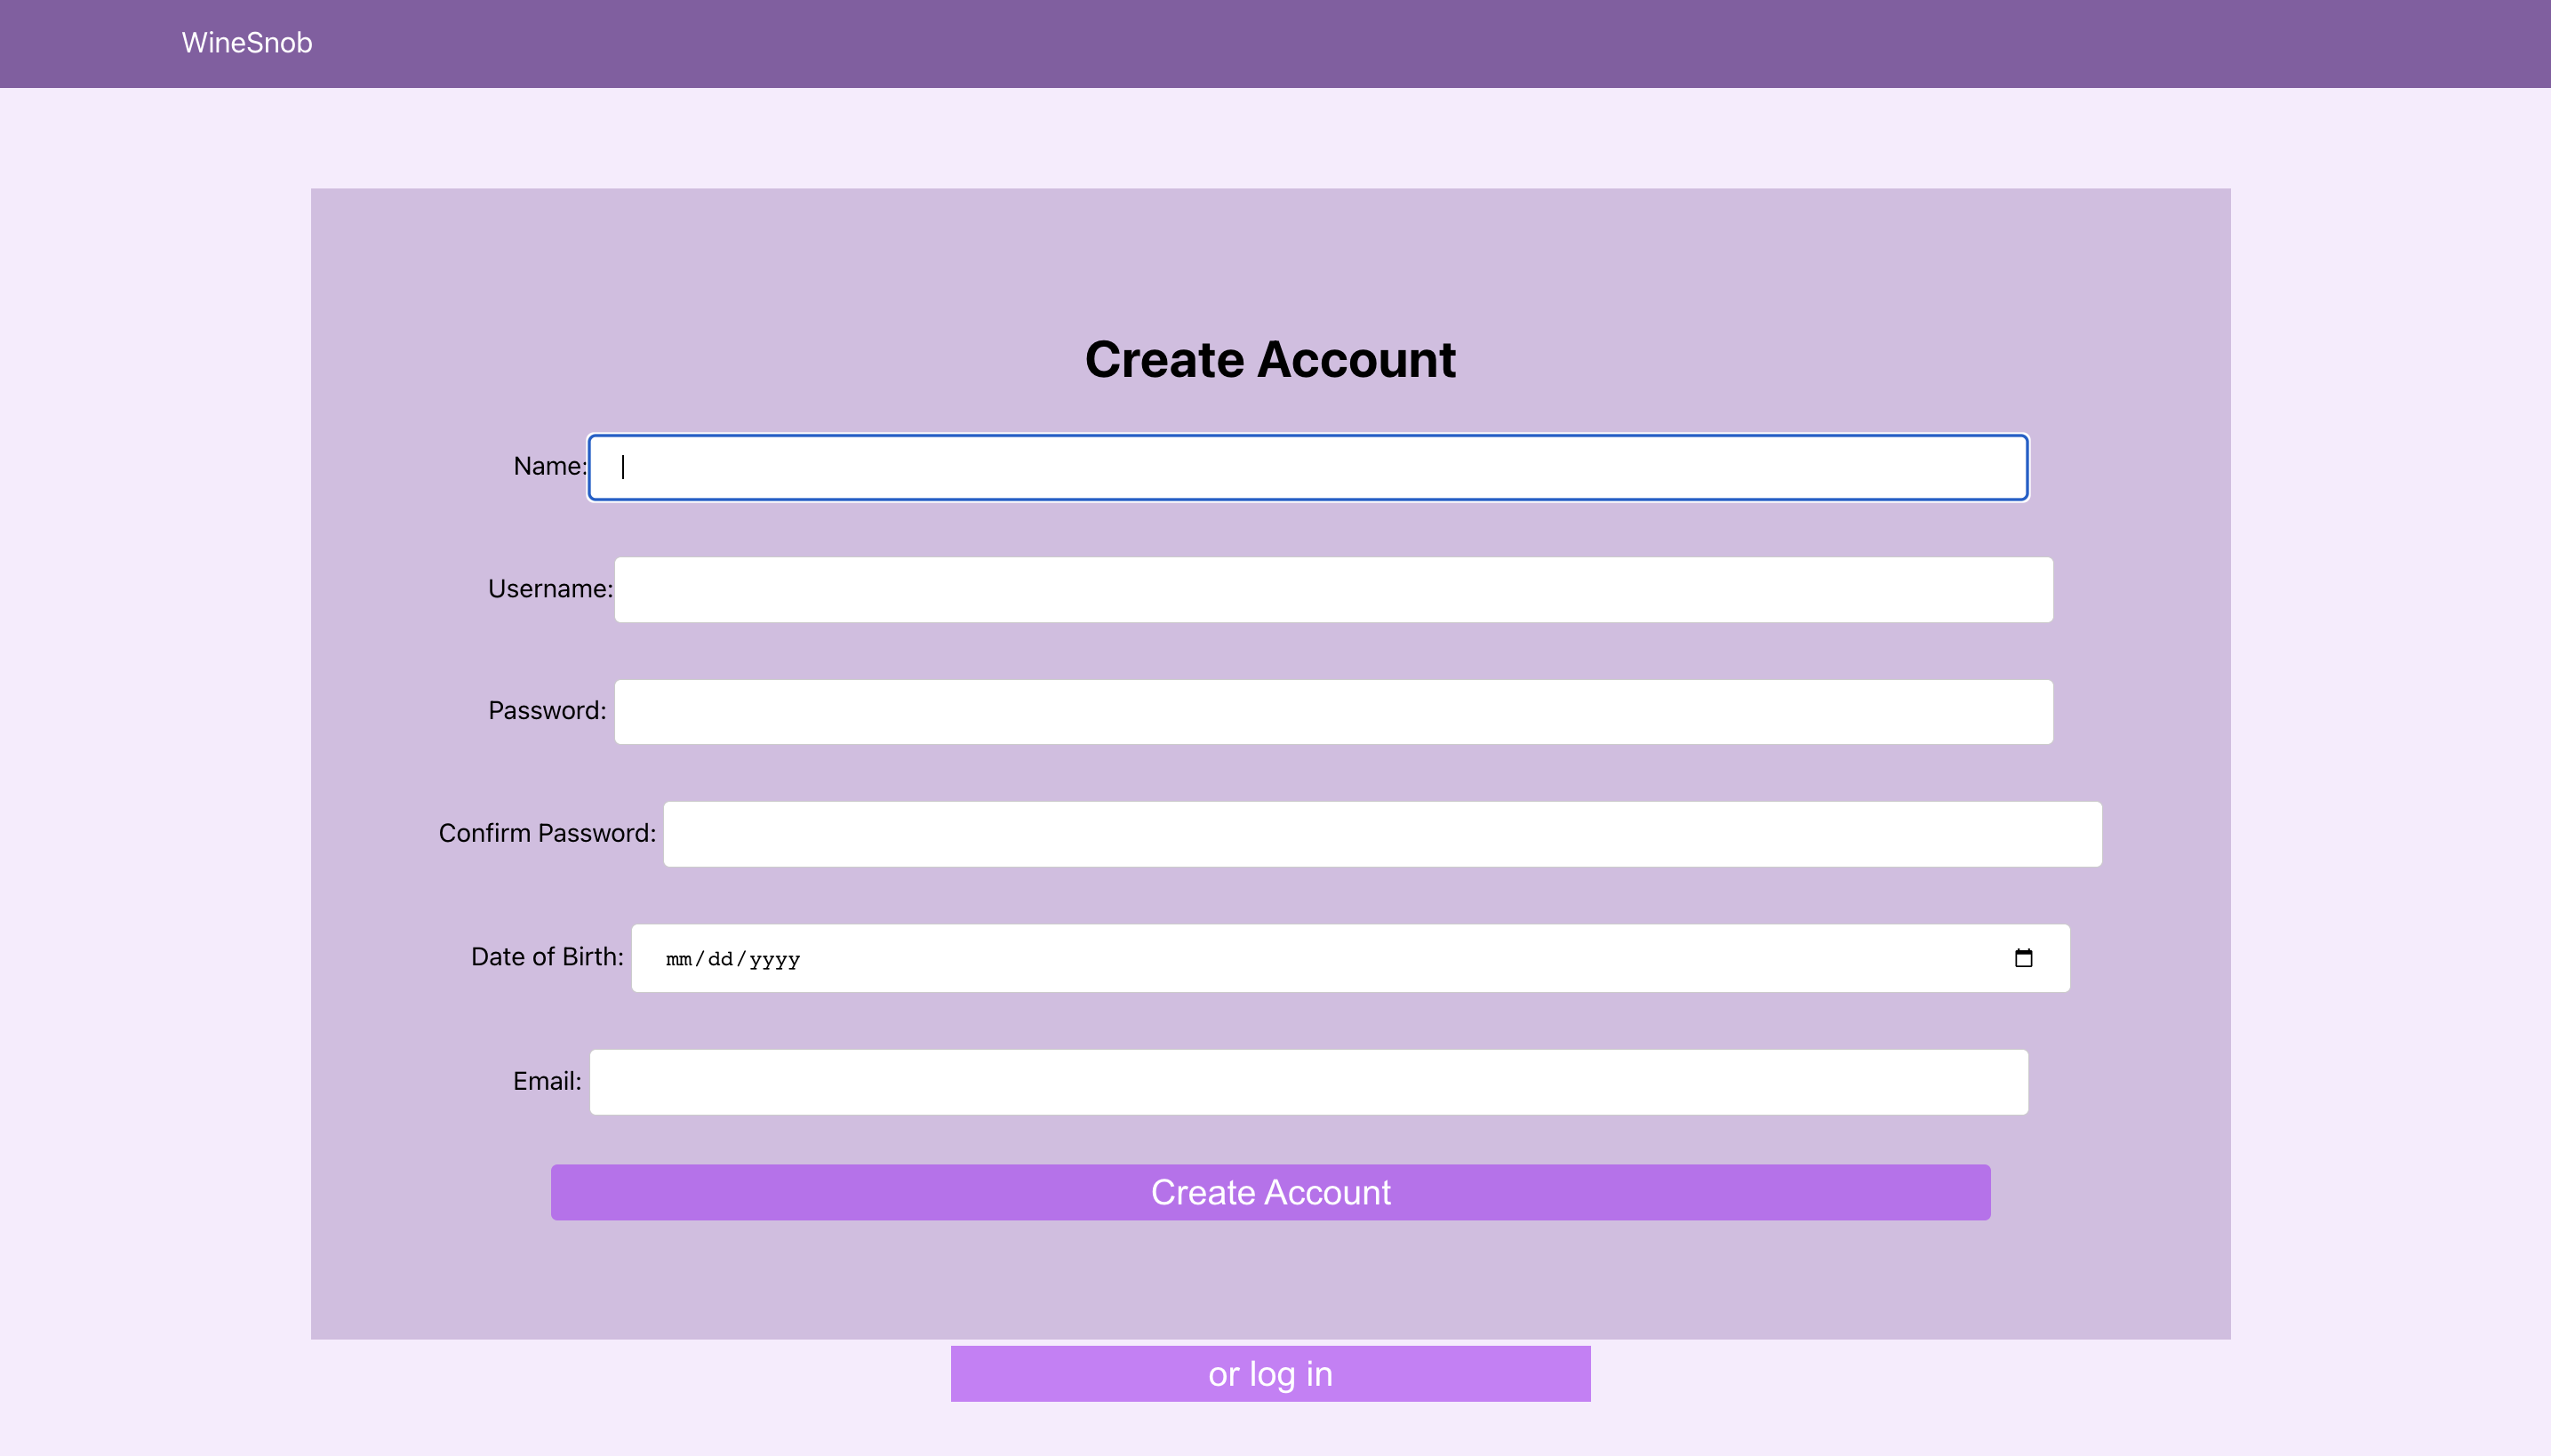 WineSnob
Create Account
Name:
Username:
Password:
Confirm Password:
Date of Birth: mm/dd/yyyy
Email:
Create Account
or log in